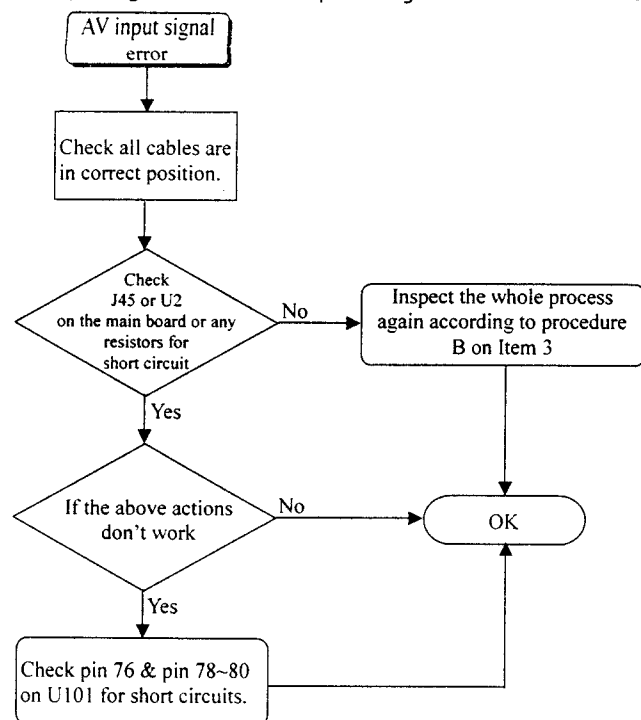 AV input signal
error
Check all cables are
in correct position.
Check
J45 or U2
on the main board or any
resistors for
short circuit
No
Inspect the whole process
again according to procedure
B on Item 3
Yes
If the above actions
don't work
No
OK
Yes
Check pin 76 & pin 78~80
on U101 for short circuits.